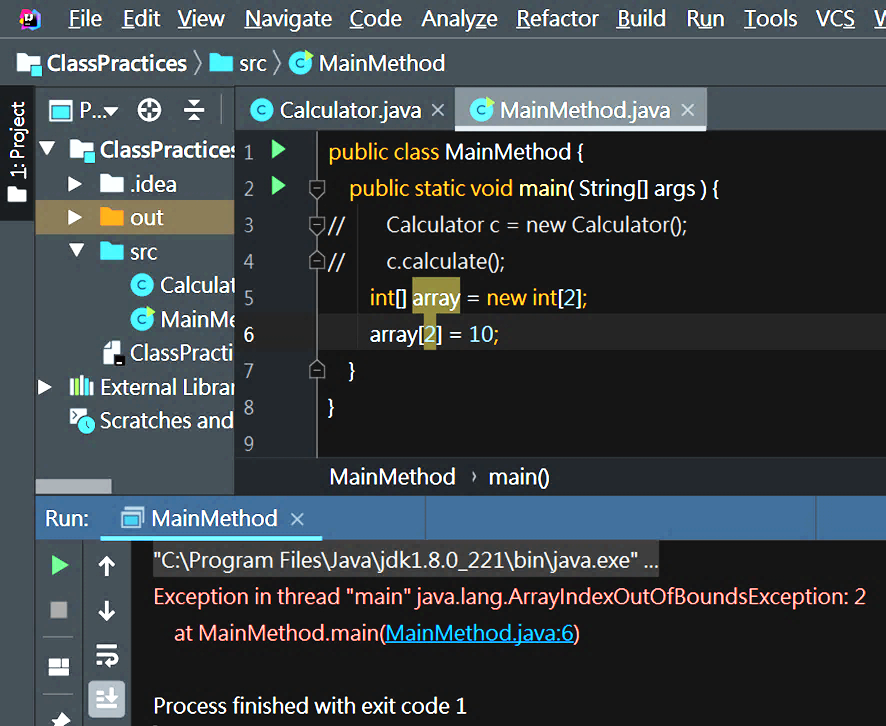 File Edit View Navigate Code Analyze Refactor Build Run Tools VCS
ClassPractices src MainMethod
1: Project
P... Calculator.java MainMethod.java
ClassPractices
.idea
out
src
Calculat
MainMe
ClassPracti
External Librar
Scratches and
1 public class MainMethod {
2 public static void main( String[] args ) {
3 // Calculator c = new Calculator();
4 // c.calculate();
5 int[] array = new int[2];
6 array[2] = 10;
7 }
8 }
9
MainMethod › main()
Run: MainMethod
"C:\Program Files\Java\jdk1.8.0_221\bin\java.exe" ...
Exception in thread "main" java.lang.ArrayIndexOutOfBoundsException: 2
at MainMethod.main(MainMethod.java:6)
Process finished with exit code 1